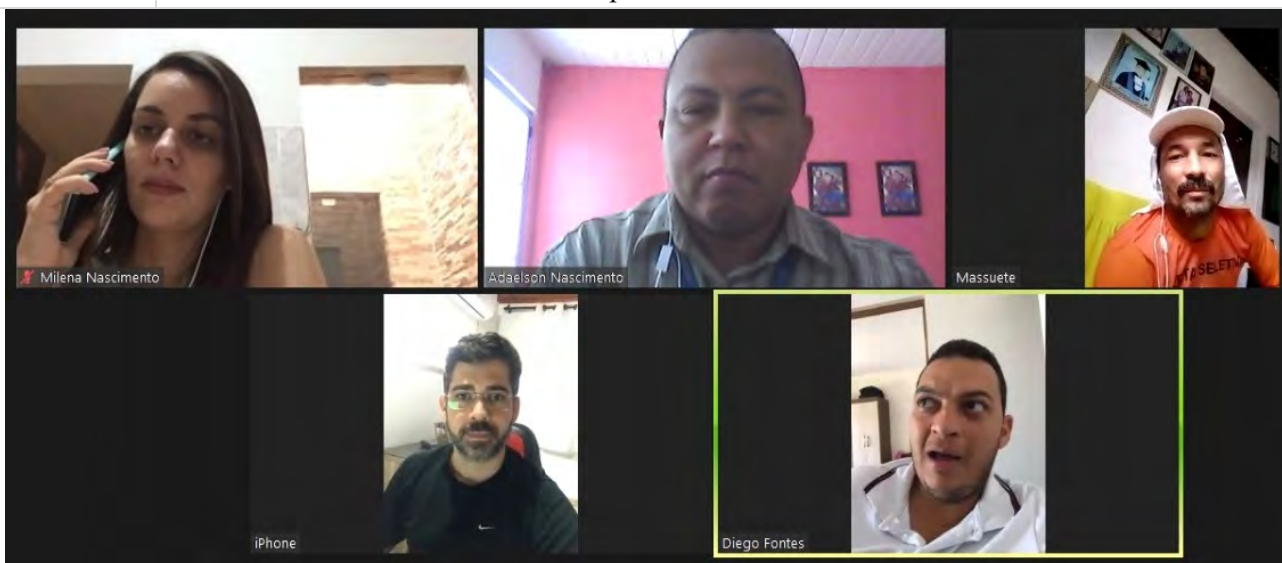 Milena Nascimento
Adaelson Nascimento
Massuete
iPhone
Diego Fontes